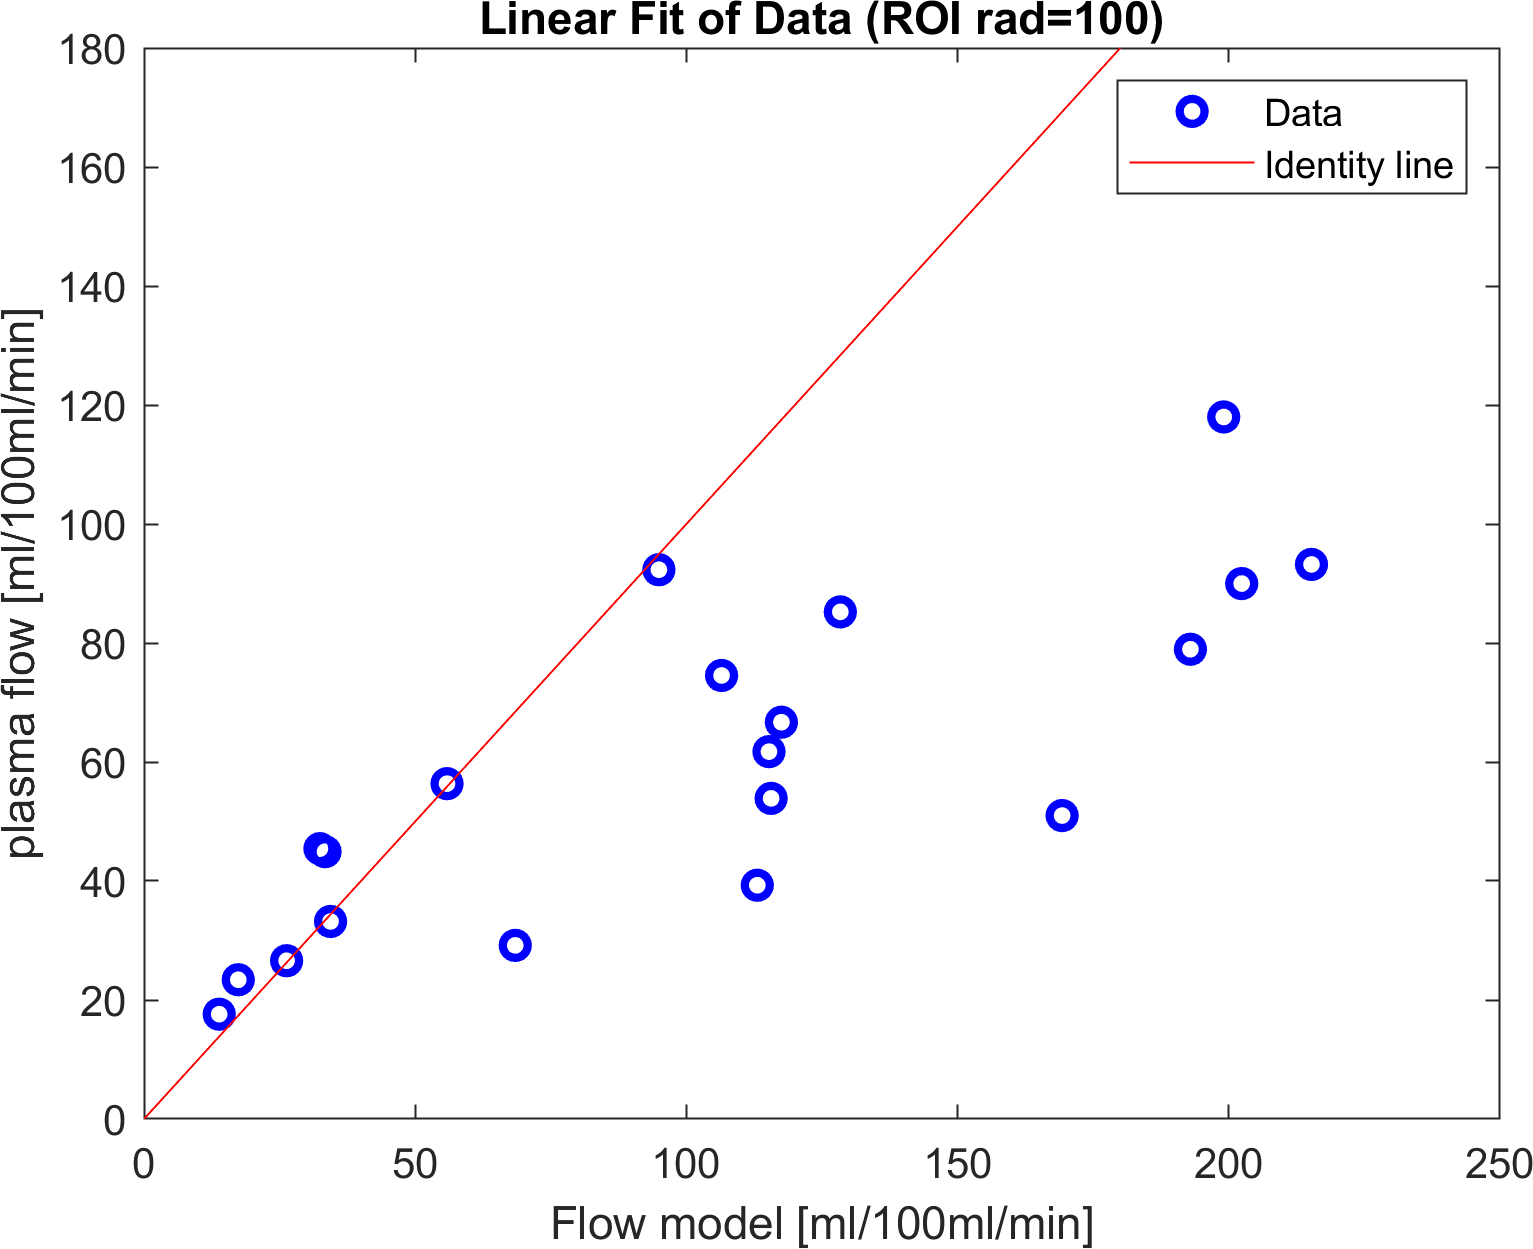 Linear Fit of Data (ROI rad=100)
180
160
140
120
100
80
60
40
20
0
plasma flow [ml/100ml/min]
Data
Identity line
0 50 100 150 200 250
Flow model [ml/100ml/min]